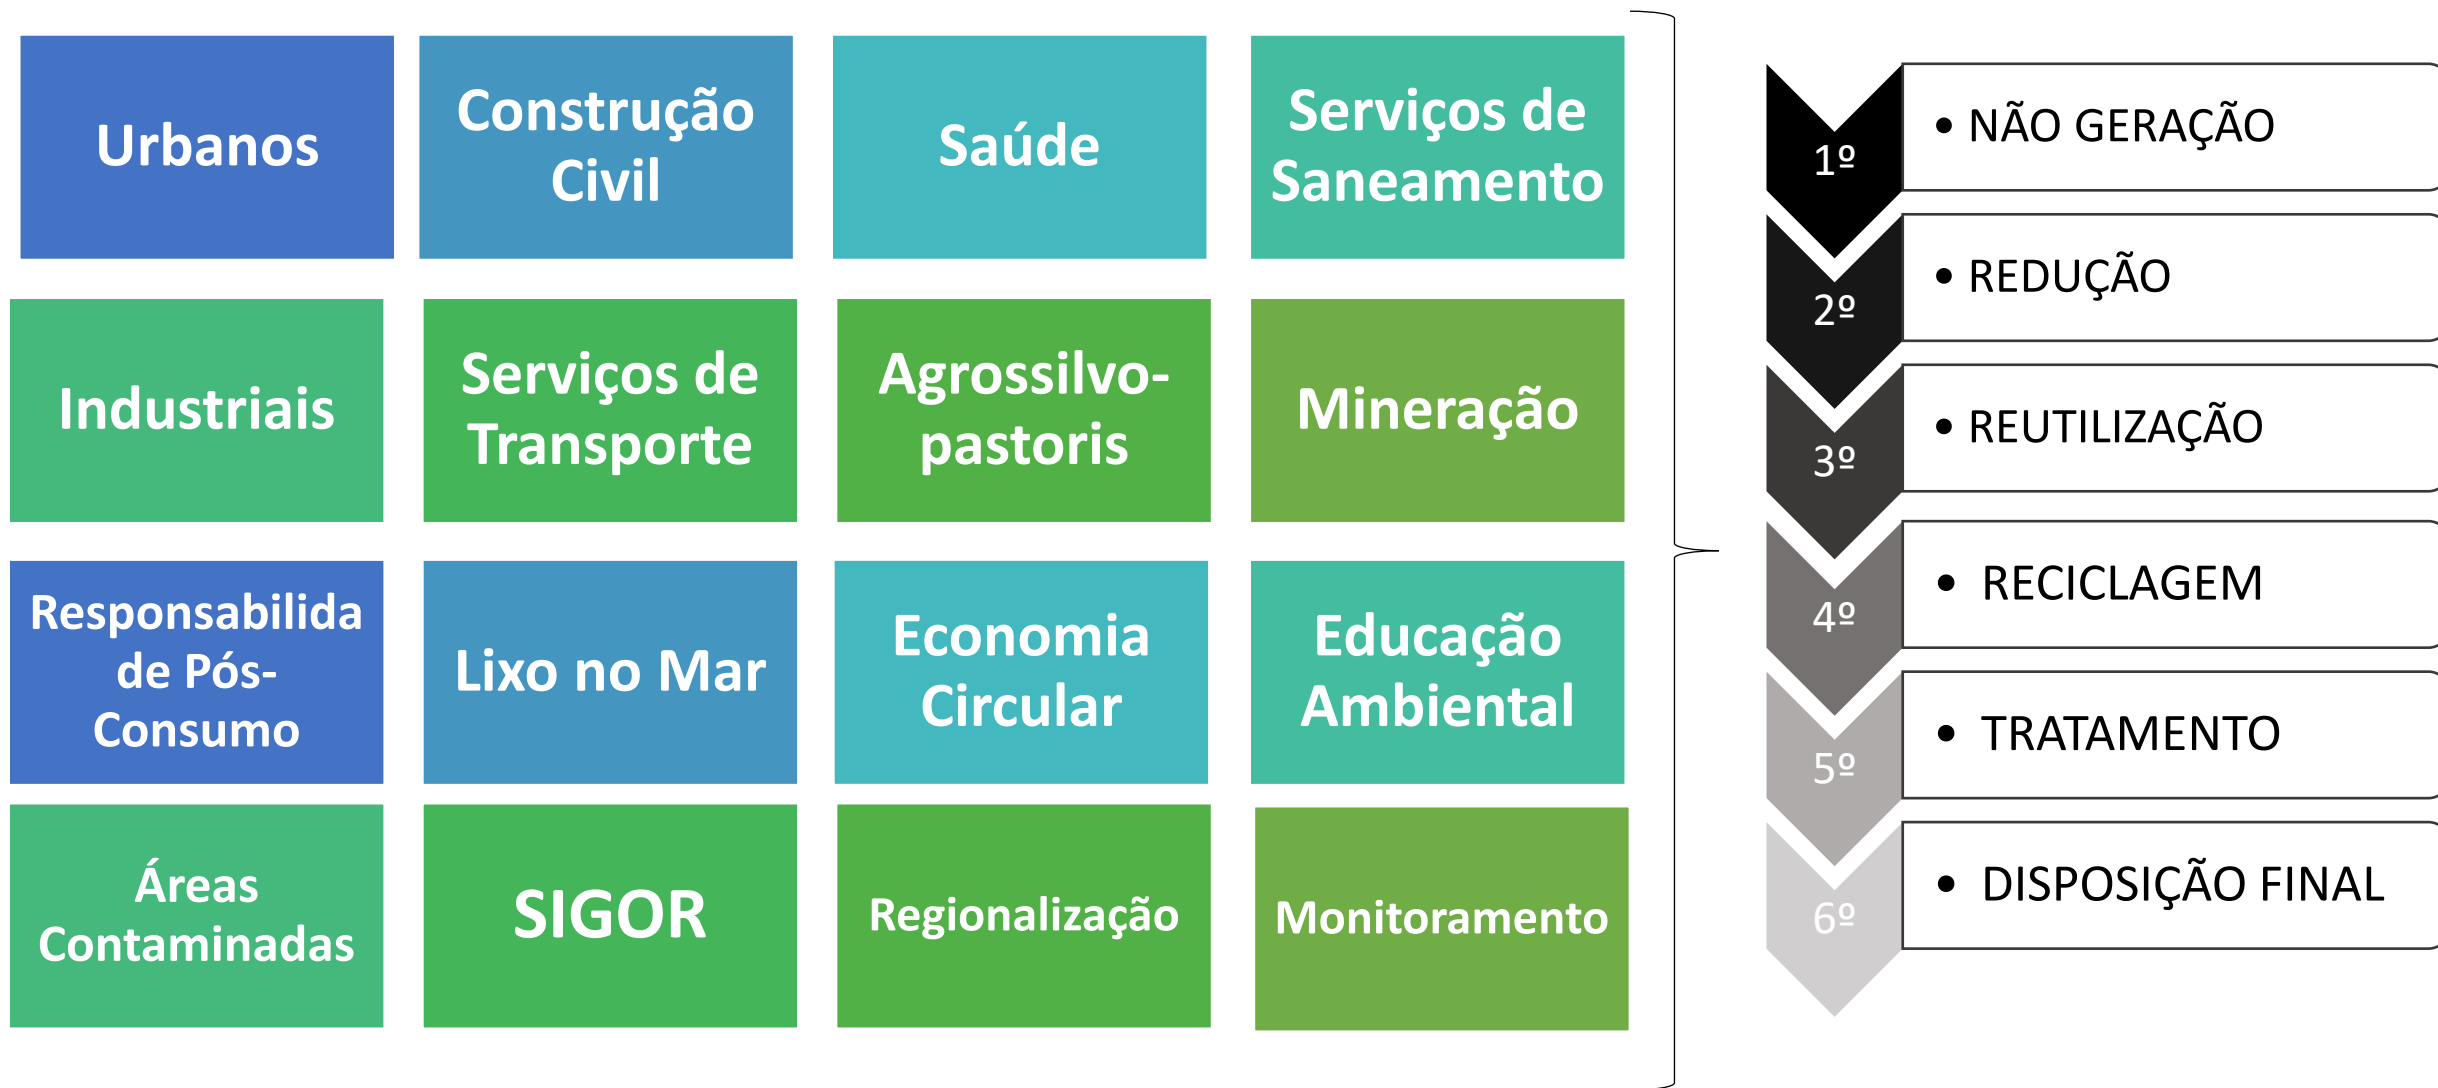 Urbanos
Construção
Civil
Saúde
Serviços de
Saneamento
Industriais
Serviços de
Transporte
Agrossilvo-
pastoris
Mineração
Responsabilida
de Pós-
Consumo
Lixo no Mar
Economia
Circular
Educação
Ambiental
Áreas
Contaminadas
SIGOR
Regionalização
Monitoramento
1º
• NÃO GERAÇÃO
2º
• REDUÇÃO
3º
• REUTILIZAÇÃO
4º
• RECICLAGEM
5º
• TRATAMENTO
6º
• DISPOSIÇÃO FINAL